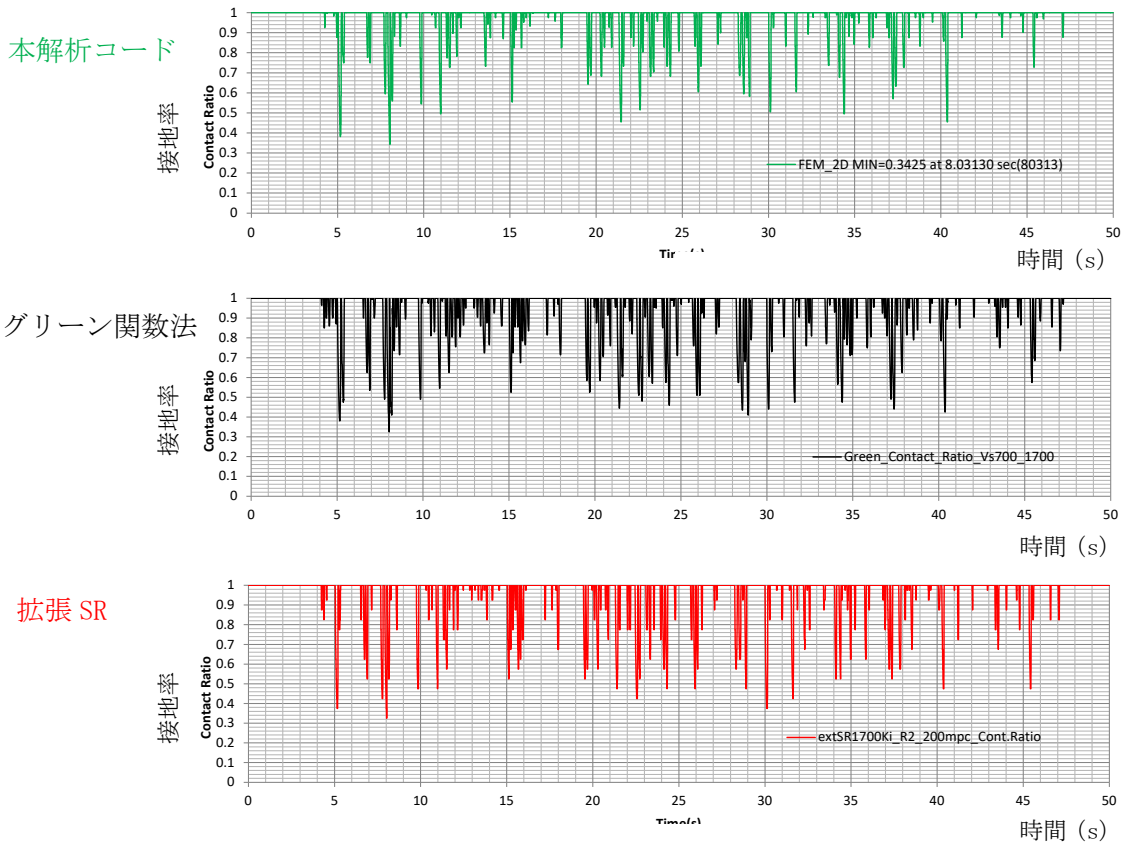 本解析コード
接地率
Contact Ratio
1
0.9
0.8
0.7
0.6
0.5
0.4
0.3
0.2
0.1
0
FEM_2D MIN=0.3425 at 8.03130 sec(80313)
0 5 10 15 20 25 30 35 40 45 50
時間 (s)
グリーン関数法
接地率
Contact Ratio
1
0.9
0.8
0.7
0.6
0.5
0.4
0.3
0.2
0.1
0
Green_Contact_Ratio_Vs700_1700
0 5 10 15 20 25 30 35 40 45 50
時間 (s)
拡張 SR
接地率
Contact Ratio
1
0.9
0.8
0.7
0.6
0.5
0.4
0.3
0.2
0.1
0
extSR1700Ki_R2_200mpc_Cont.Ratio
0 5 10 15 20 25 30 35 40 45 50
Time(s)
時間 (s)